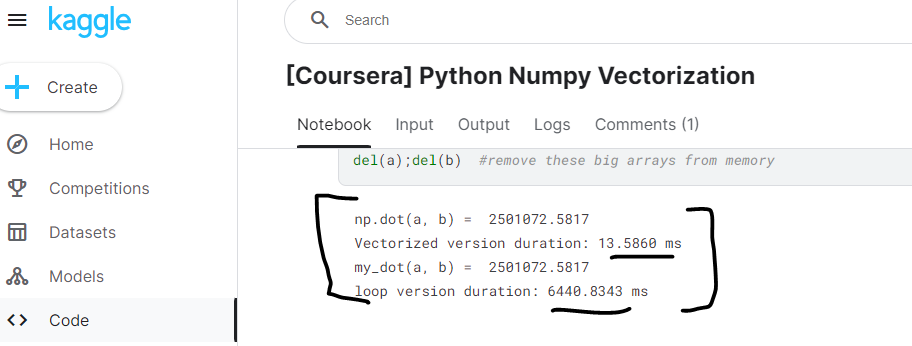 kaggle
Search
Create
[Coursera] Python Numpy Vectorization
Notebook Input Output Logs Comments (1)
Home
Competitions
Datasets
Models
Code
del(a);del(b)  #remove these big arrays from memory
np.dot(a, b) =  2501072.5817
Vectorized version duration: 13.5860 ms
my_dot(a, b) =  2501072.5817
loop version duration: 6440.8343 ms